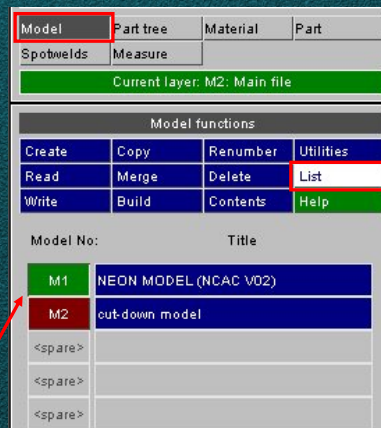 Model Part tree Material Part
Spotwelds Measure
Current layer: M2: Main file
Model functions
Create Copy Renumber Utilities
Read Merge Delete List
Write Build Contents Help
Model No: Title
M1 NEON MODEL (NCAC V02)
M2 cut-down model
<spare>
<spare>
<spare>